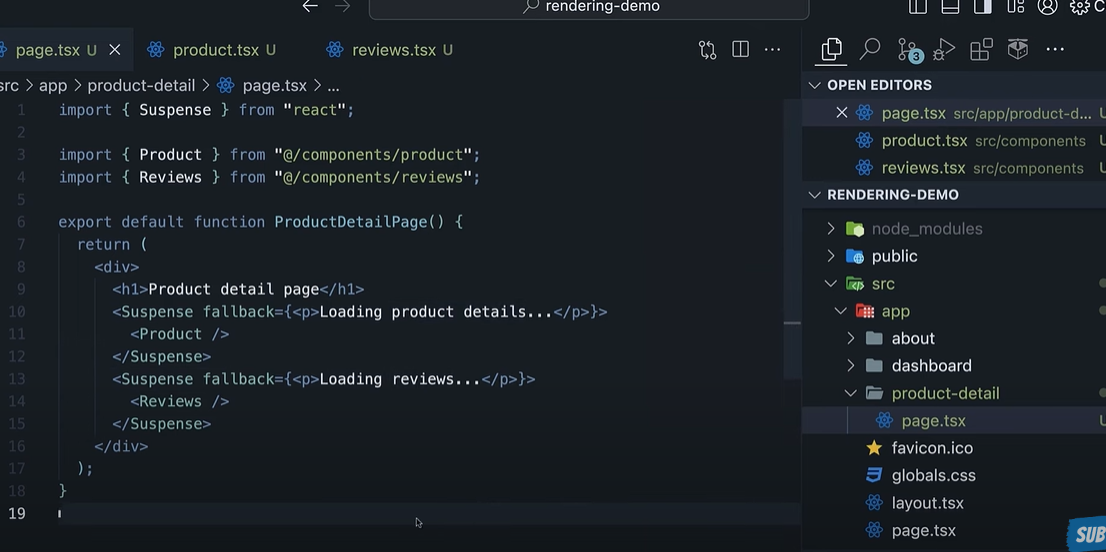 rendering-demo
page.tsx U
product.tsx U
reviews.tsx U
src > app > product-detail > page.tsx > ...
1 import { Suspense } from "react";
2
3 import { Product } from "@/components/product";
4 import { Reviews } from "@/components/reviews";
5
6 export default function ProductDetailPage() {
7 return (
8 <div>
9 <h1>Product detail page</h1>
10 <Suspense fallback={<p>Loading product details...</p>}>
11 <Product />
12 </Suspense>
13 <Suspense fallback={<p>Loading reviews...</p>}>
14 <Reviews />
15 </Suspense>
16 </div>
17 );
18 }
19
3
OPEN EDITORS
page.tsx src/app/product-d... U
product.tsx src/components U
reviews.tsx src/components U
RENDERING-DEMO
node_modules
public
src
app
about
dashboard
product-detail
page.tsx U
favicon.ico
globals.css
layout.tsx
page.tsx
SUB